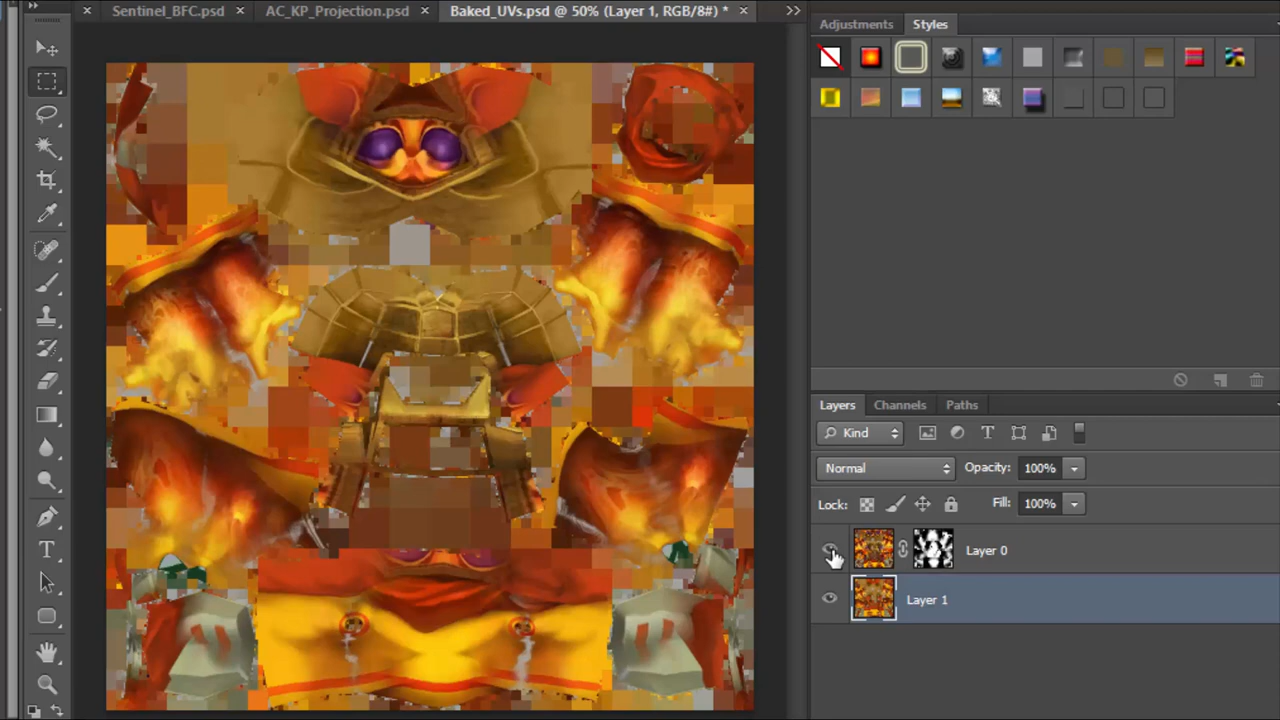 Sentinel_BFC.psd × AC_KP_Projection.psd × Baked_UVs.psd @ 50% (Layer 1, RGB/8#) * ×
Adjustments Styles
Layers Channels Paths
Kind
Normal Opacity: 100%
Lock: Fill: 100%
Layer 0
Layer 1